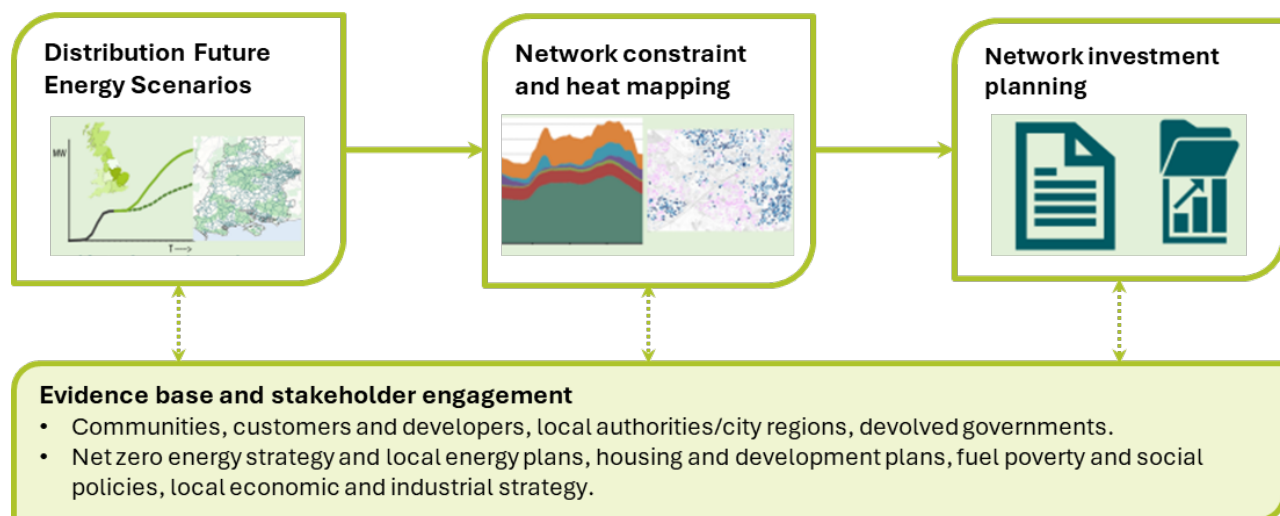 Distribution Future
Energy Scenarios
MW
T
Network constraint
and heat mapping
Network investment
planning
Evidence base and stakeholder engagement
• Communities, customers and developers, local authorities/city regions, devolved governments.
• Net zero energy strategy and local energy plans, housing and development plans, fuel poverty and social
policies, local economic and industrial strategy.